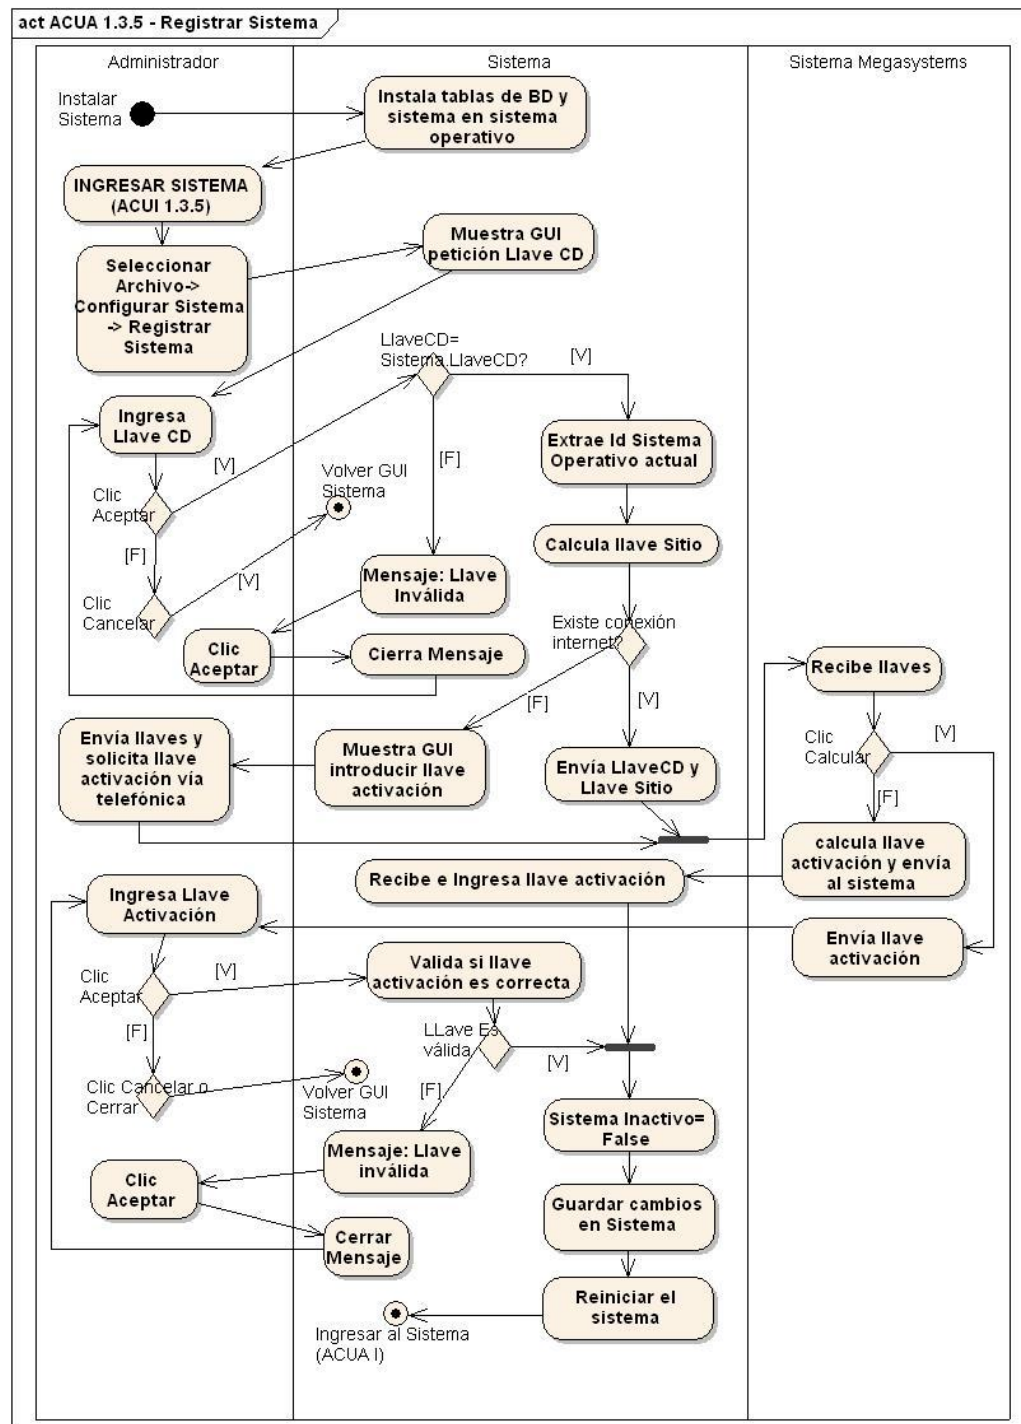 act ACUA 1.3.5 - Registrar Sistema
Administrador
Sistema
Sistema Megasystems
Instalar
Sistema
Instala tablas de BD y
sistema en sistema
operativo
INGRESAR SISTEMA
(ACUI 1.3.5)
Muestra GUI
petición Llave CD
Seleccionar
Archivo->
Configurar Sistema
-> Registrar
Sistema
LlaveCD=
Sistema.LlaveCD?
[V]
Ingresa
Llave CD
Extrae Id Sistema
Operativo actual
[V]
[F]
Volver GUI
Sistema
Clic
Aceptar
[F]
Calcula llave Sitio
[V]
Mensaje: Llave
Inválida
Clic
Cancelar
Existe conexión
internet?
Clic
Aceptar
Cierra Mensaje
Recibe llaves
[F]
[V]
Envía llaves y
solicita llave
activación vía
telefónica
Muestra GUI
introducir llave
activación
Envía LlaveCD y
Llave Sitio
Clic
Calcular
[V]
[F]
calcula llave
activación y envía
al sistema
Recibe e Ingresa llave activación
Ingresa Llave
Activación
Envía llave
activación
Clic
Aceptar
[V]
Valida si llave
activación es correcta
[F]
LLave Es
válida
[V]
[F]
Clic Cancelar o
Cerrar
Volver GUI
Sistema
Sistema Inactivo=
False
Mensaje: Llave
inválida
Clic
Aceptar
Guardar cambios
en Sistema
Cerrar
Mensaje
Reiniciar el
sistema
Ingresar al Sistema
(ACUA I)